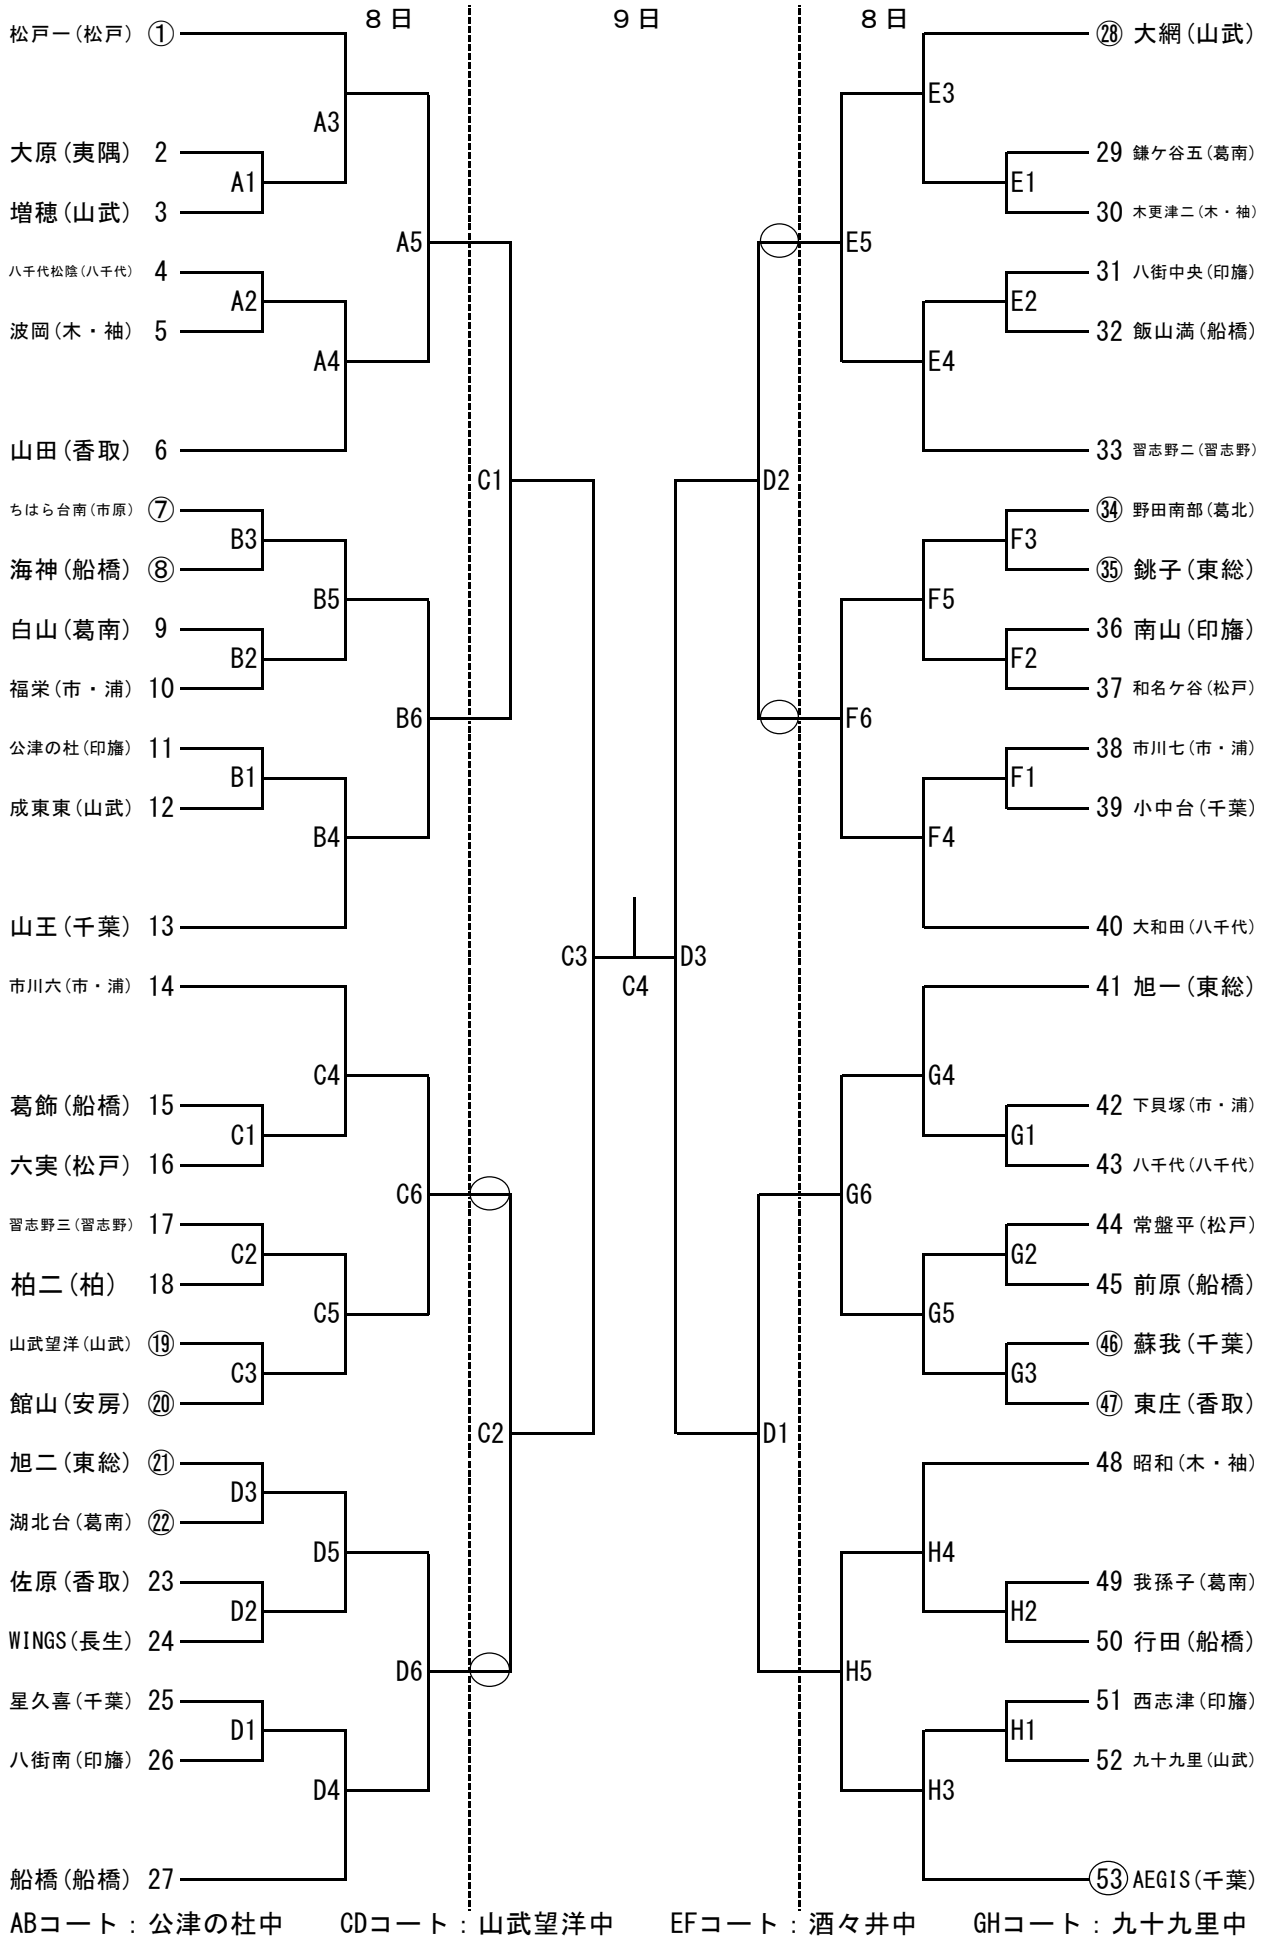 8日 9日 8日
松戸一(松戸) ①
A3
大原(夷隅) 2
A1
増穂(山武) 3
A5
八千代松陰(八千代) 4
A2
波岡(木・袖) 5
A4
山田(香取) 6
C1
ちはら台南(市原) ⑦
B3
海神(船橋) ⑧
B5
白山(葛南) 9
B2
福栄(市・浦) 10
B6
公津の杜(印旛) 11
B1
成東東(山武) 12
B4
山王(千葉) 13
C3
C4
D3
市川六(市・浦) 14
C4
葛飾(船橋) 15
C1
六実(松戸) 16
C6
習志野三(習志野) 17
C2
柏二(柏) 18
C5
山武望洋(山武) ⑲
C3
館山(安房) ⑳
C2
旭二(東総) ㉑
D3
湖北台(葛南) ㉒
D5
佐原(香取) 23
D2
WINGS(長生) 24
D6
星久喜(千葉) 25
D1
八街南(印旛) 26
D4
船橋(船橋) 27
㉘ 大網(山武)
E3
29 鎌ケ谷五(葛南)
E1
30 木更津二(木・袖)
E5
31 八街中央(印旛)
E2
32 飯山満(船橋)
E4
33 習志野二(習志野)
D2
㉞ 野田南部(葛北)
F3
㉟ 銚子(東総)
F5
36 南山(印旛)
F2
37 和名ケ谷(松戸)
F6
38 市川七(市・浦)
F1
39 小中台(千葉)
F4
40 大和田(八千代)
41 旭一(東総)
G4
42 下貝塚(市・浦)
G1
43 八千代(八千代)
G6
44 常盤平(松戸)
G2
45 前原(船橋)
G5
㊻ 蘇我(千葉)
G3
㊼ 東庄(香取)
D1
48 昭和(木・袖)
H4
49 我孫子(葛南)
H2
50 行田(船橋)
H5
51 西志津(印旛)
H1
52 九十九里(山武)
H3
53 AEGIS(千葉)
ABコート：公津の杜中 CDコート：山武望洋中 EFコート：酒々井中 GHコート：九十九里中